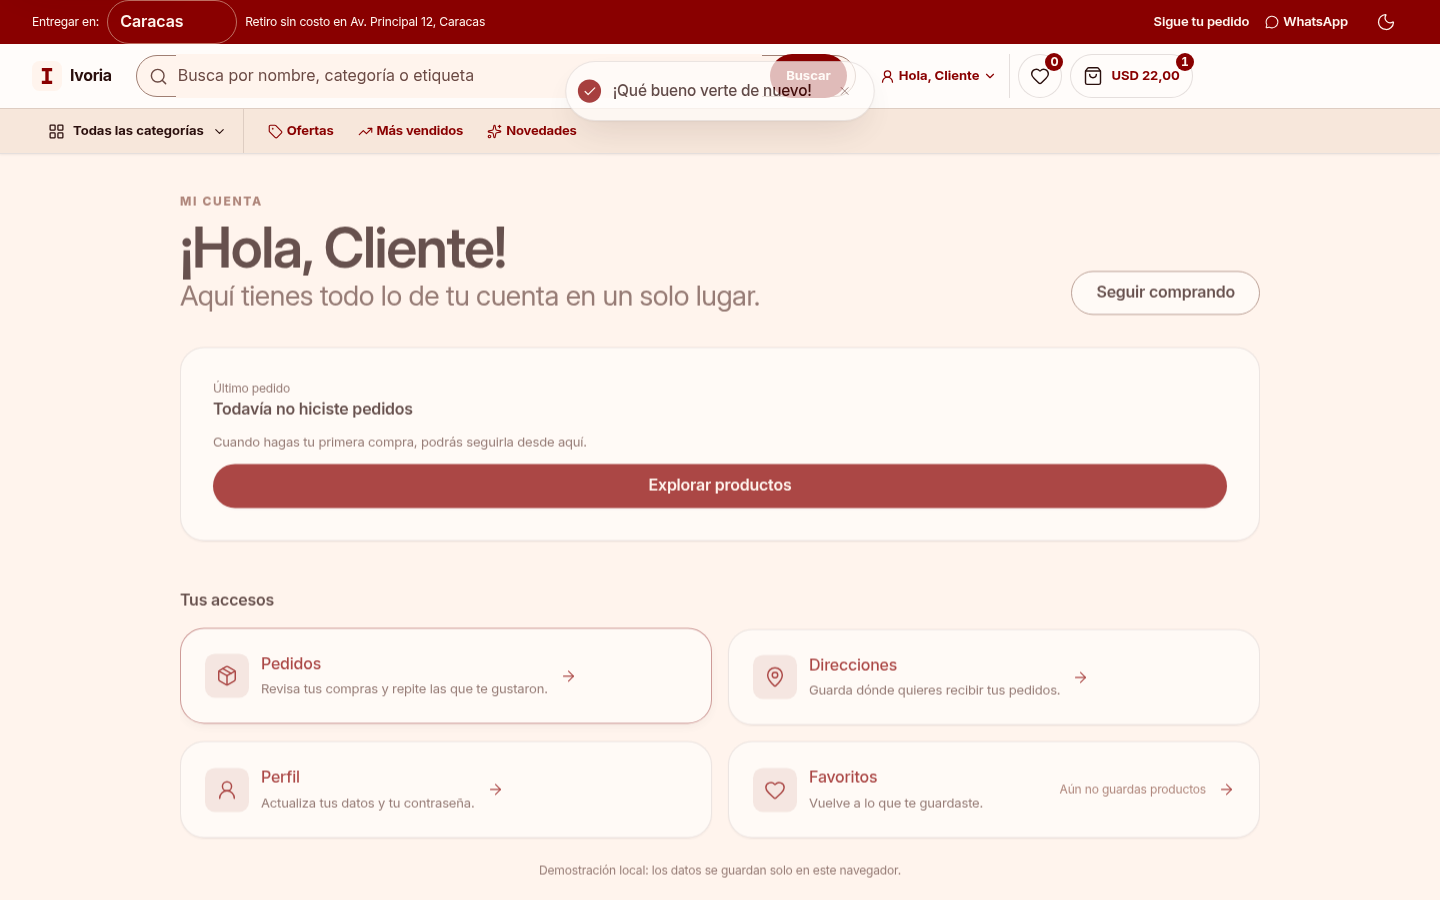 Entregar en:
Caracas
Retiro sin costo en Av. Principal 12, Caracas
Sigue tu pedido
WhatsApp
I
Ivoria
Busca por nombre, categoría o etiqueta
Buscar
Hola, Cliente
0
USD 22,00
1
¡Qué bueno verte de nuevo!
Todas las categorías
Ofertas
Más vendidos
Novedades
MI CUENTA
¡Hola, Cliente!
Aquí tienes todo lo de tu cuenta en un solo lugar.
Seguir comprando
Último pedido
Todavía no hiciste pedidos
Cuando hagas tu primera compra, podrás seguirla desde aquí.
Explorar productos
Tus accesos
Pedidos
Revisa tus compras y repite las que te gustaron.
Direcciones
Guarda dónde quieres recibir tus pedidos.
Perfil
Actualiza tus datos y tu contraseña.
Favoritos
Vuelve a lo que te guardaste.
Aún no guardas productos
Demostración local: los datos se guardan solo en este navegador.